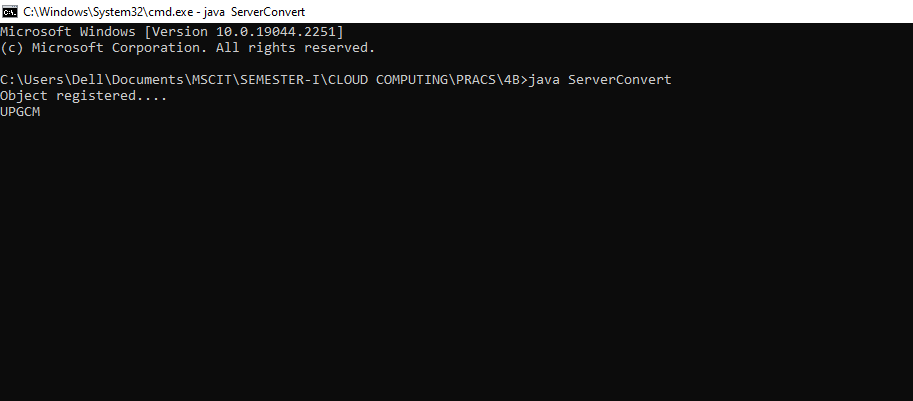 C:\Windows\System32\cmd.exe - java  ServerConvert
Microsoft Windows [Version 10.0.19044.2251]
(c) Microsoft Corporation. All rights reserved.
C:\Users\Dell\Documents\MSCIT\SEMESTER-I\CLOUD COMPUTING\PRACS\4B>java ServerConvert
Object registered....
UPGCM